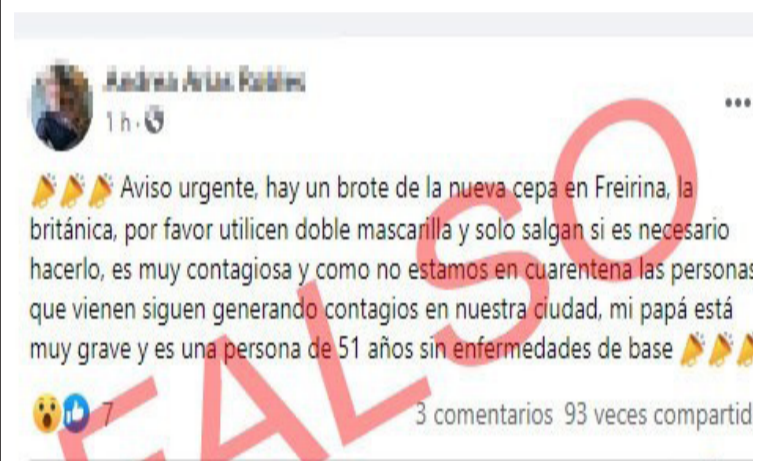 1 h ·
Aviso urgente, hay un brote de la nueva cepa en Freirina, la
británica, por favor utilicen doble mascarilla y solo salgan si es necesario
hacerlo, es muy contagiosa y como no estamos en cuarentena las personas
que vienen siguen generando contagios en nuestra ciudad, mi papá está
muy grave y es una persona de 51 años sin enfermedades de base
7
3 comentarios 93 veces compartid
FALSO